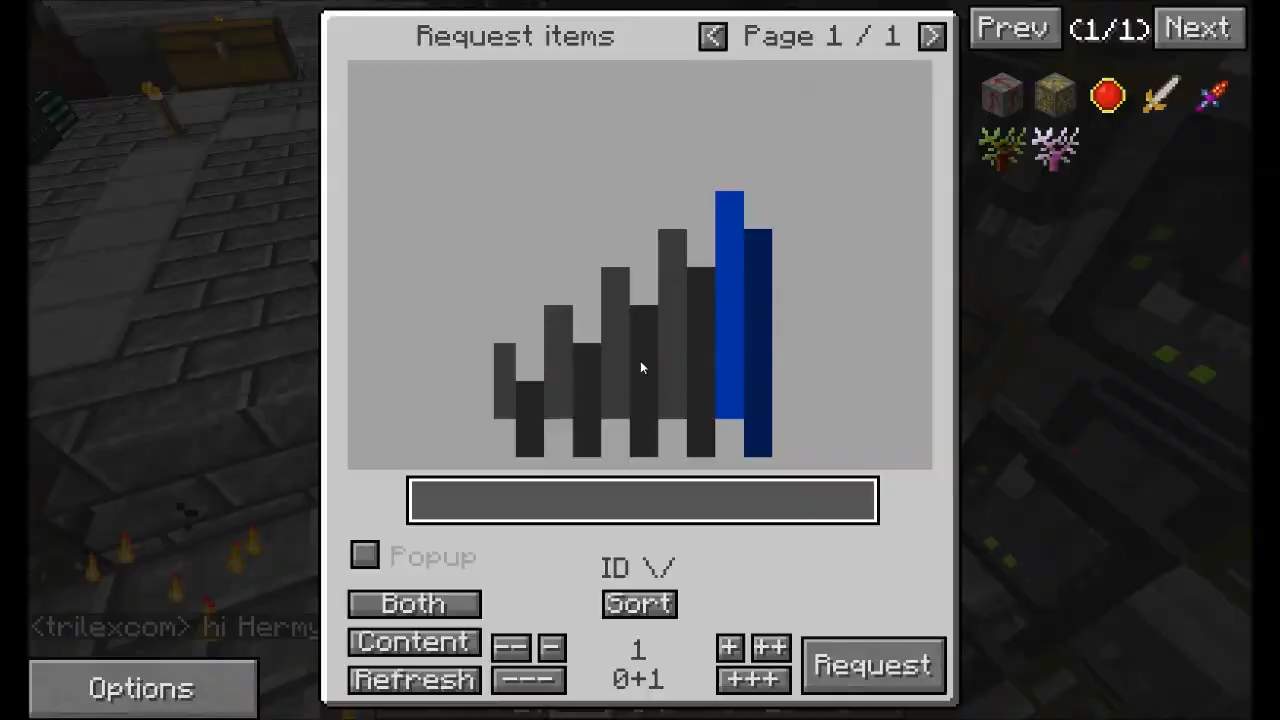 Request items
< Page 1 / 1 >
Prev (1/1) Next
Popup
ID \/
Both
Sort
Content
-- - 1 + ++
Refresh
--- 0+1 +++
Request
<trilexcom> hi Hermy
Options